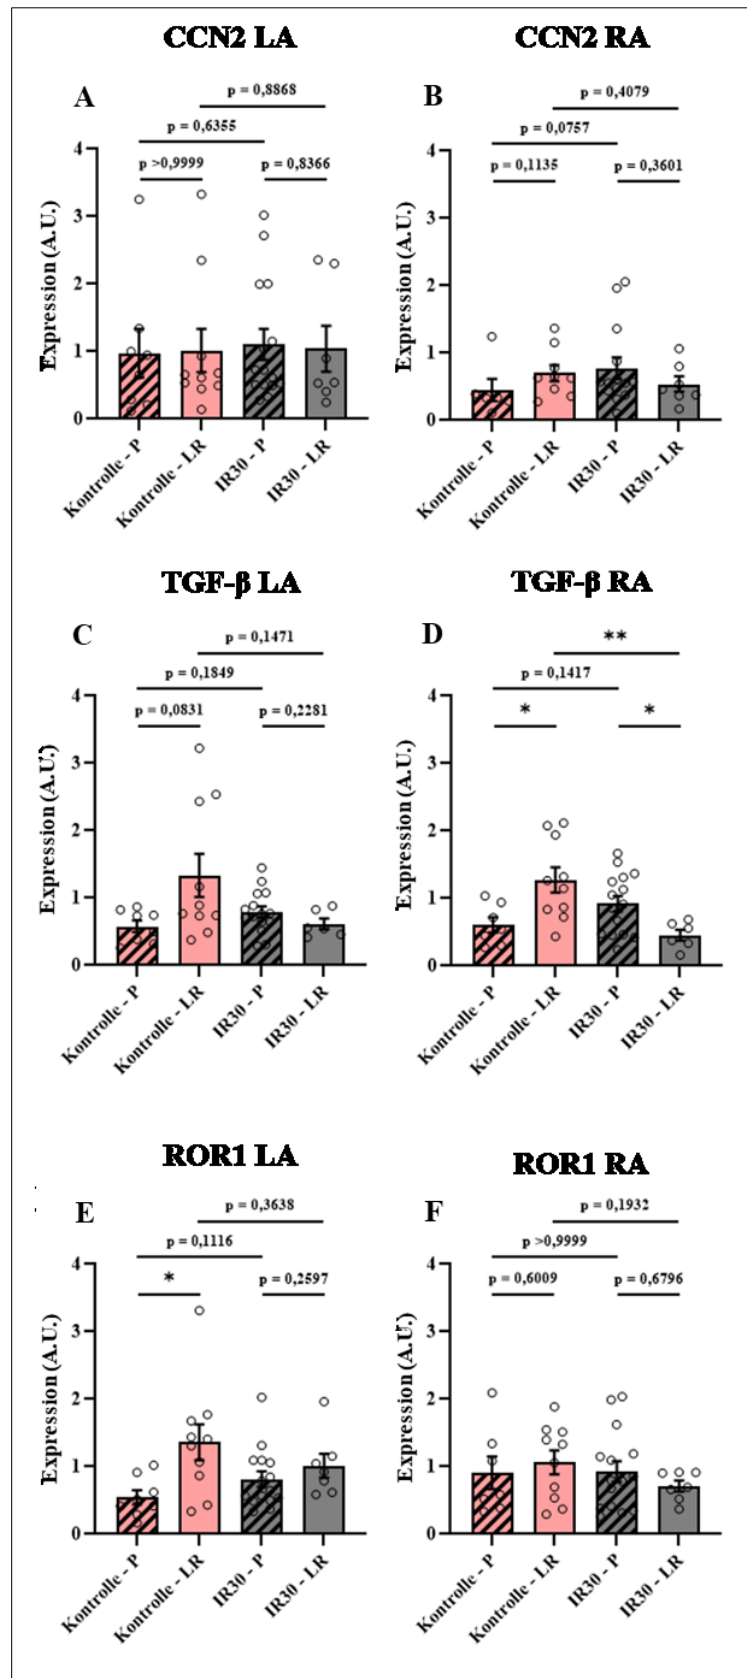 CCN2 LA
CCN2 RA
A
p = 0,8868
p = 0,6355
p >0,9999
p = 0,8366
4
3
2
1
0
Expression (A.U.)
Kontrolle - P
Kontrolle - LR
IR30 - P
IR30 - LR
B
p = 0,4079
p = 0,0757
p = 0,1135
p = 0,3601
4
3
2
1
0
Expression (A.U.)
Kontrolle - P
Kontrolle - LR
IR30 - P
IR30 - LR
TGF-β LA
TGF-β RA
C
p = 0,1471
p = 0,1849
p = 0,0831
p = 0,2281
4
3
2
1
0
Expression (A.U.)
Kontrolle - P
Kontrolle - LR
IR30 - P
IR30 - LR
D
**
p = 0,1417
*
*
4
3
2
1
0
Expression (A.U.)
Kontrolle - P
Kontrolle - LR
IR30 - P
IR30 - LR
ROR1 LA
ROR1 RA
E
p = 0,3638
p = 0,1116
*
p = 0,2597
4
3
2
1
0
Expression (A.U.)
Kontrolle - P
Kontrolle - LR
IR30 - P
IR30 - LR
F
p = 0,1932
p >0,9999
p = 0,6009
p = 0,6796
4
3
2
1
0
Expression (A.U.)
Kontrolle - P
Kontrolle - LR
IR30 - P
IR30 - LR